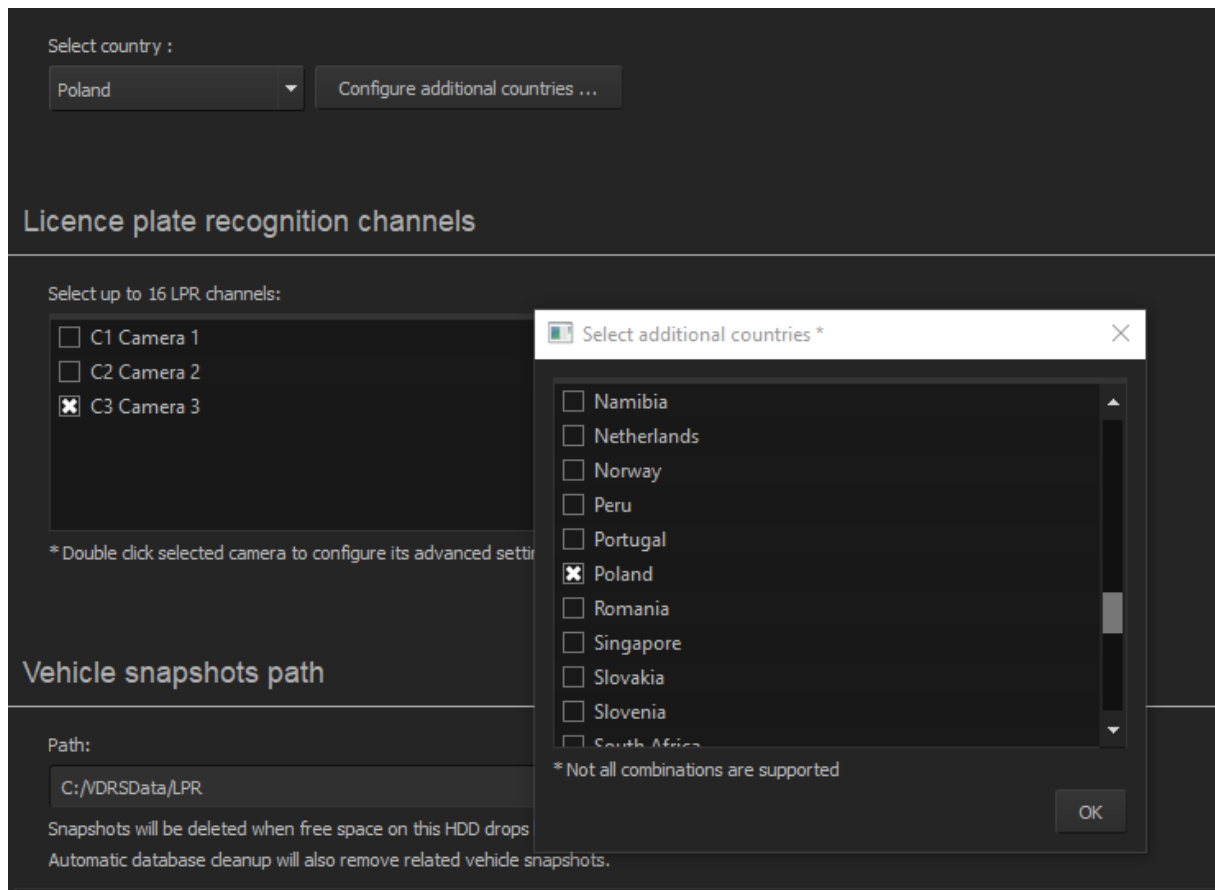 Select country :
Poland
Configure additional countries ...
Licence plate recognition channels
Select up to 16 LPR channels:
C1 Camera 1
C2 Camera 2
C3 Camera 3
* Double click selected camera to configure its advanced
Select additional countries *
Namibia
Netherlands
Norway
Peru
Portugal
Poland
Romania
Singapore
Slovakia
Slovenia
South Africa
* Not all combinations are supported
OK
Vehicle snapshots path
Path:
C:/VDRSData/LPR
Snapshots will be deleted when free space on this HDD drops
Automatic database cleanup will also remove related vehicle snapshots.